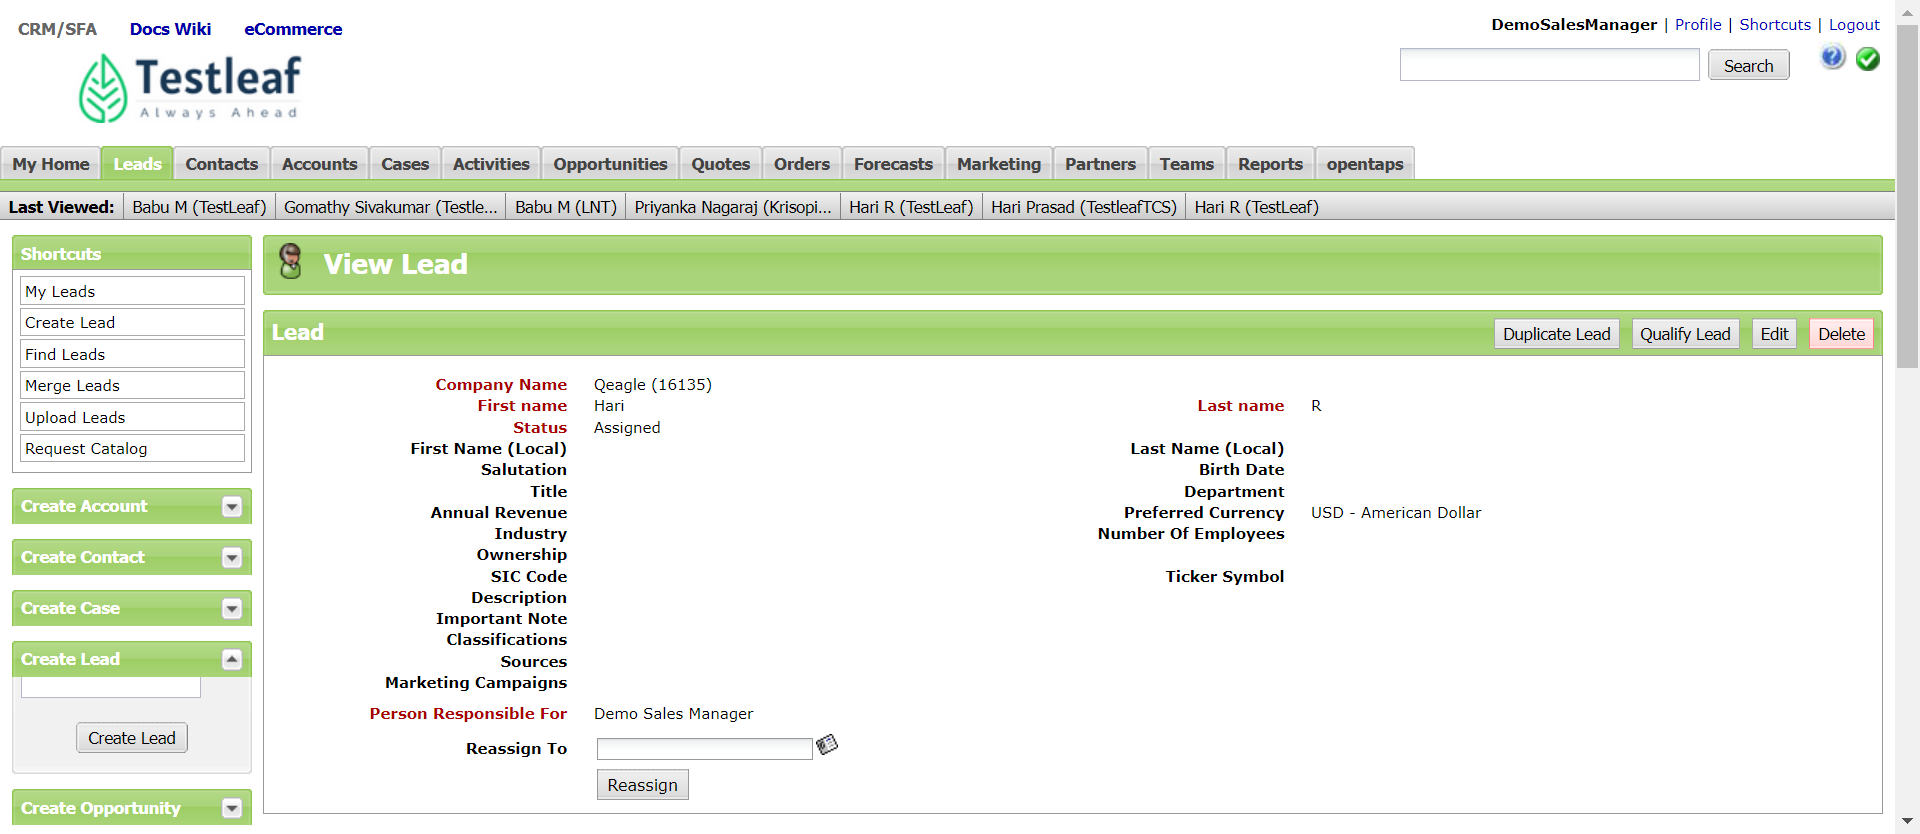 CRM/SFA Docs Wiki eCommerce
DemoSalesManager | Profile | Shortcuts | Logout
Testleaf
Always Ahead
Search
My Home Leads Contacts Accounts Cases Activities Opportunities Quotes Orders Forecasts Marketing Partners Teams Reports opentaps
Last Viewed: Babu M (TestLeaf) Gomathy Sivakumar (Testle... Babu M (LNT) Priyanka Nagaraj (Krisopi... Hari R (TestLeaf) Hari Prasad (TestleafTCS) Hari R (TestLeaf)
Shortcuts
My Leads
Create Lead
Find Leads
Merge Leads
Upload Leads
Request Catalog
Create Account
Create Contact
Create Case
Create Lead
Create Lead
Create Opportunity
View Lead
Lead
Duplicate Lead Qualify Lead Edit Delete
Company Name Qeagle (16135)
First name Hari Last name R
Status Assigned
First Name (Local) Last Name (Local)
Salutation Birth Date
Title Department
Annual Revenue Preferred Currency USD - American Dollar
Industry Number Of Employees
Ownership
SIC Code Ticker Symbol
Description
Important Note
Classifications
Sources
Marketing Campaigns
Person Responsible For Demo Sales Manager
Reassign To
Reassign